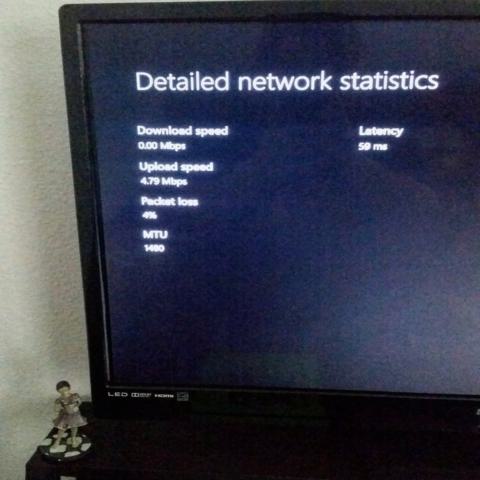 Detailed network statistics
Download speed
0.00 Mbps
Latency
59 ms
Upload speed
4.79 Mbps
Packet loss
4%
MTU
1480
LED HDMI